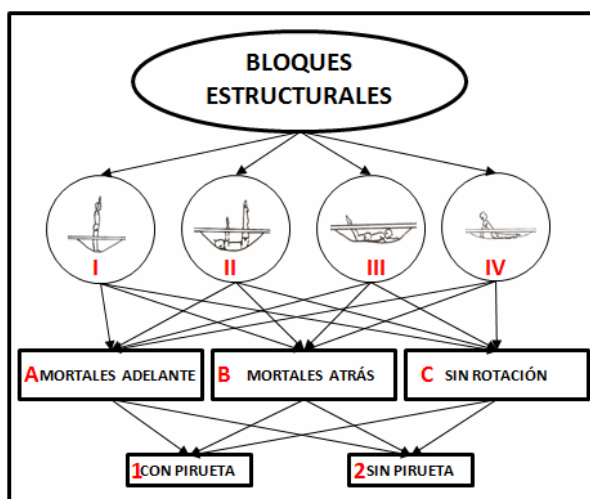 BLOQUES
ESTRUCTURALES
I
II
III
IV
A MORTALES ADELANTE
B MORTALES ATRÁS
C SIN ROTACIÓN
1 CON PIRUETA
2 SIN PIRUETA